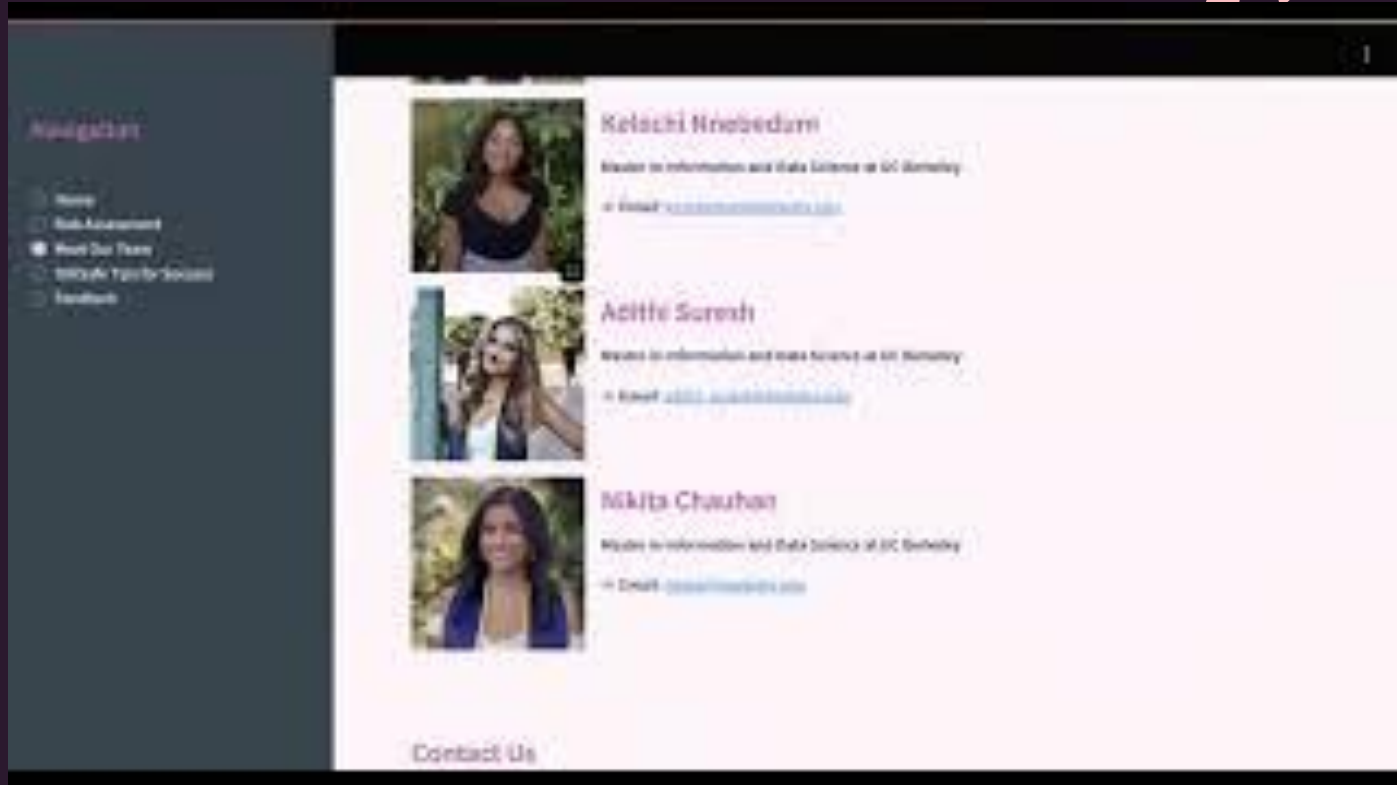 Navigation
Home
Risk Assessment
Meet Our Team
Tips for Success
Feedback
Kelechi Nnebedum
Master in Information and Data Science at UC Berkeley
Email:
Adithi Suresh
Master in Information and Data Science at UC Berkeley
Email:
Nikita Chauhan
Master in Information and Data Science at UC Berkeley
Email:
Contact Us